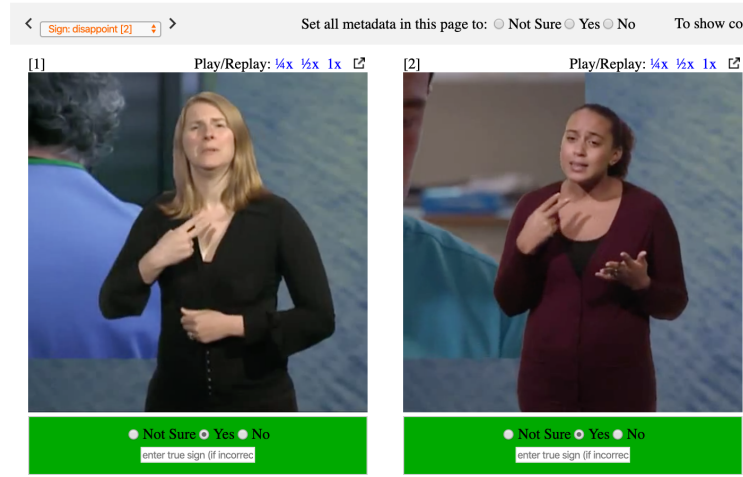 Sign: disappoint [2]
Set all metadata in this page to: Not Sure Yes No
To show co
[1] Play/Replay: ¼x ½x 1x
[2] Play/Replay: ¼x ½x 1x
Not Sure Yes No
enter true sign (if incorrec
Not Sure Yes No
enter true sign (if incorrec